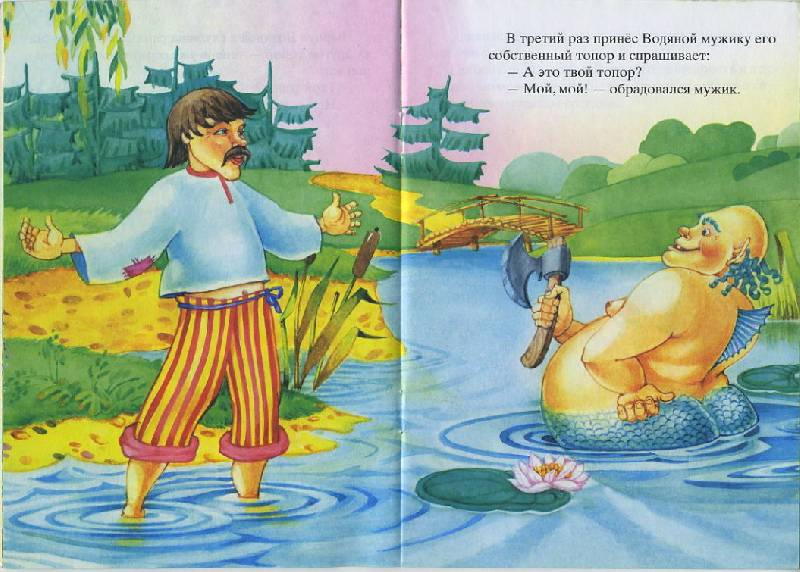 В третий раз принёс Водяной мужику его
собственный топор и спрашивает:
— А это твой топор?
— Мой, мой! — обрадовался мужик.